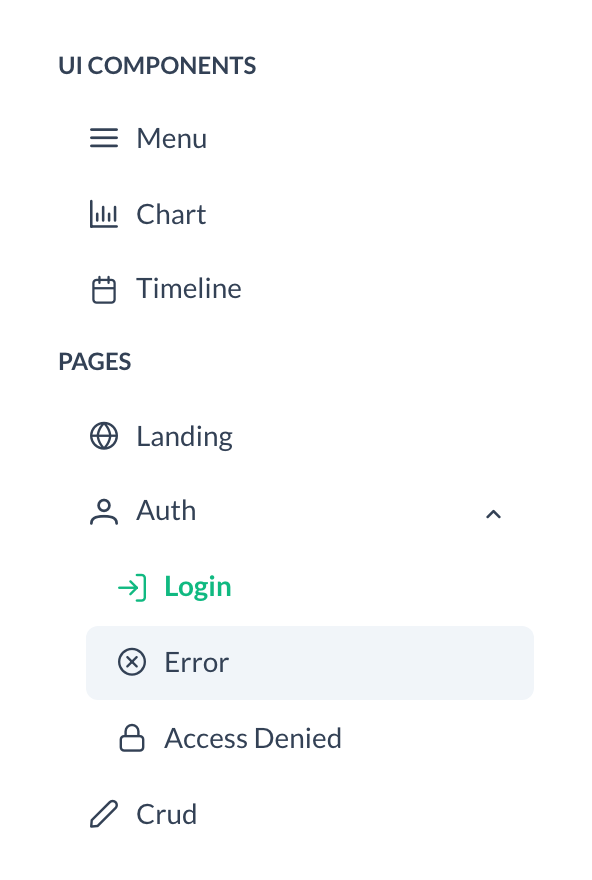 UI COMPONENTS
Menu
Chart
Timeline
PAGES
Landing
Auth
Login
Error
Access Denied
Crud